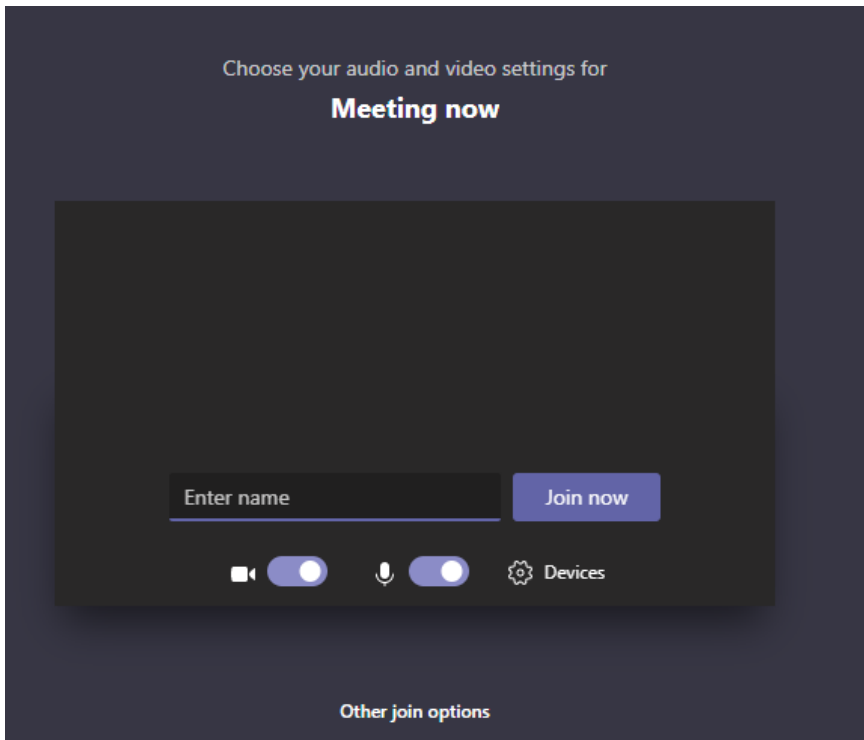 Choose your audio and video settings for
Meeting now
Enter name
Join now
Devices
Other join options